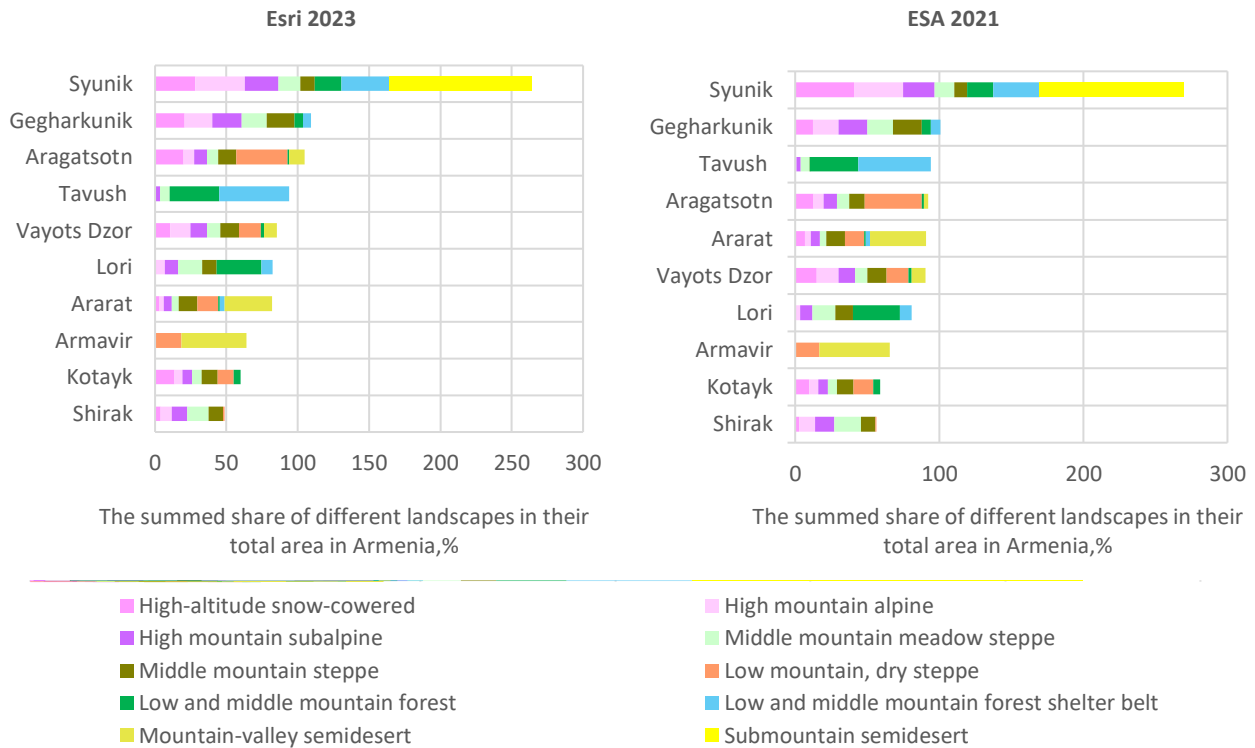 Esri 2023
Syunik
Gegharkunik
Aragatsotn
Tavush
Vayots Dzor
Lori
Ararat
Armavir
Kotayk
Shirak
0 50 100 150 200 250 300
The summed share of different landscapes in their
total area in Armenia,%
ESA 2021
Syunik
Gegharkunik
Tavush
Aragatsotn
Ararat
Vayots Dzor
Lori
Armavir
Kotayk
Shirak
0 100 200 300
The summed share of different landscapes in their
total area in Armenia,%
High-altitude snow-cowered
High mountain alpine
High mountain subalpine
Middle mountain meadow steppe
Middle mountain steppe
Low mountain, dry steppe
Low and middle mountain forest
Low and middle mountain forest shelter belt
Mountain-valley semidesert
Submountain semidesert